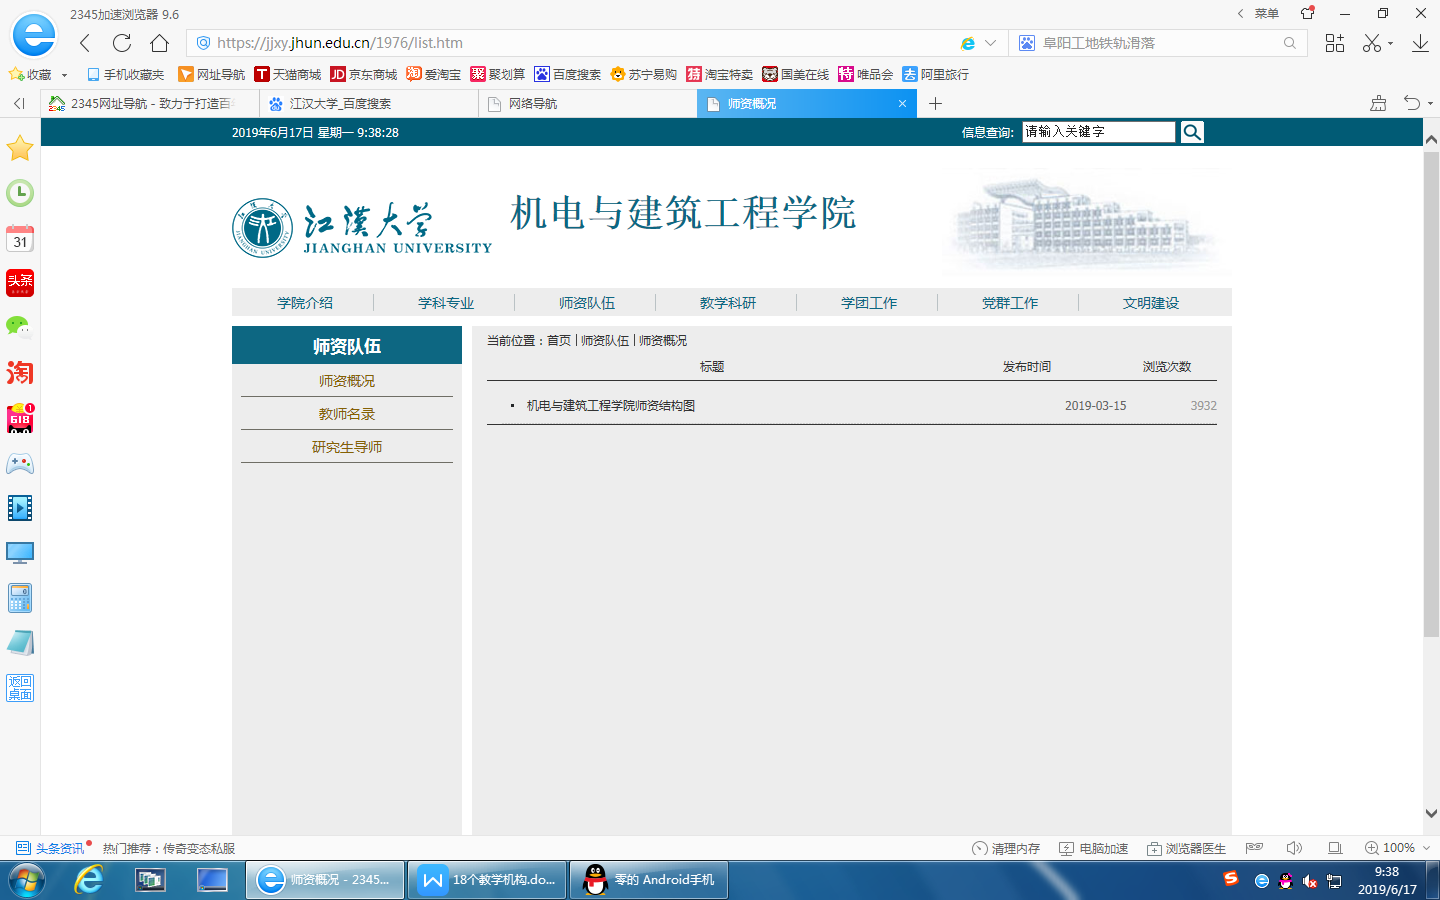 2345加速浏览器 9.6
菜单
https://jjxy.jhun.edu.cn/1976/list.htm
阜阳工地铁轨滑落
收藏 手机收藏夹 网址导航 天猫商城 京东商城 爱淘宝 聚划算 百度搜索 苏宁易购 淘宝特卖 国美在线 唯品会 阿里旅行
2345网址导航 - 致力于打造百
江汉大学_百度搜索
网络导航
师资概况
2019年6月17日 星期一 9:38:28
信息查询:
请输入关键字
江漢大学
JIANGHAN UNIVERSITY
机电与建筑工程学院
学院介绍 学科专业 师资队伍 教学科研 学团工作 党群工作 文明建设
师资队伍
师资概况
教师名录
研究生导师
当前位置：首页 | 师资队伍 | 师资概况
标题 发布时间 浏览次数
▪ 机电与建筑工程学院师资结构图 2019-03-15 3932
31
头条
淘
618
1
返回
桌面
头条资讯 热门推荐：传奇变态私服
清理内存 电脑加速 浏览器医生 100%
师资概况 - 2345...
18个教学机构.do...
零的 Android手机
9:38
2019/6/17